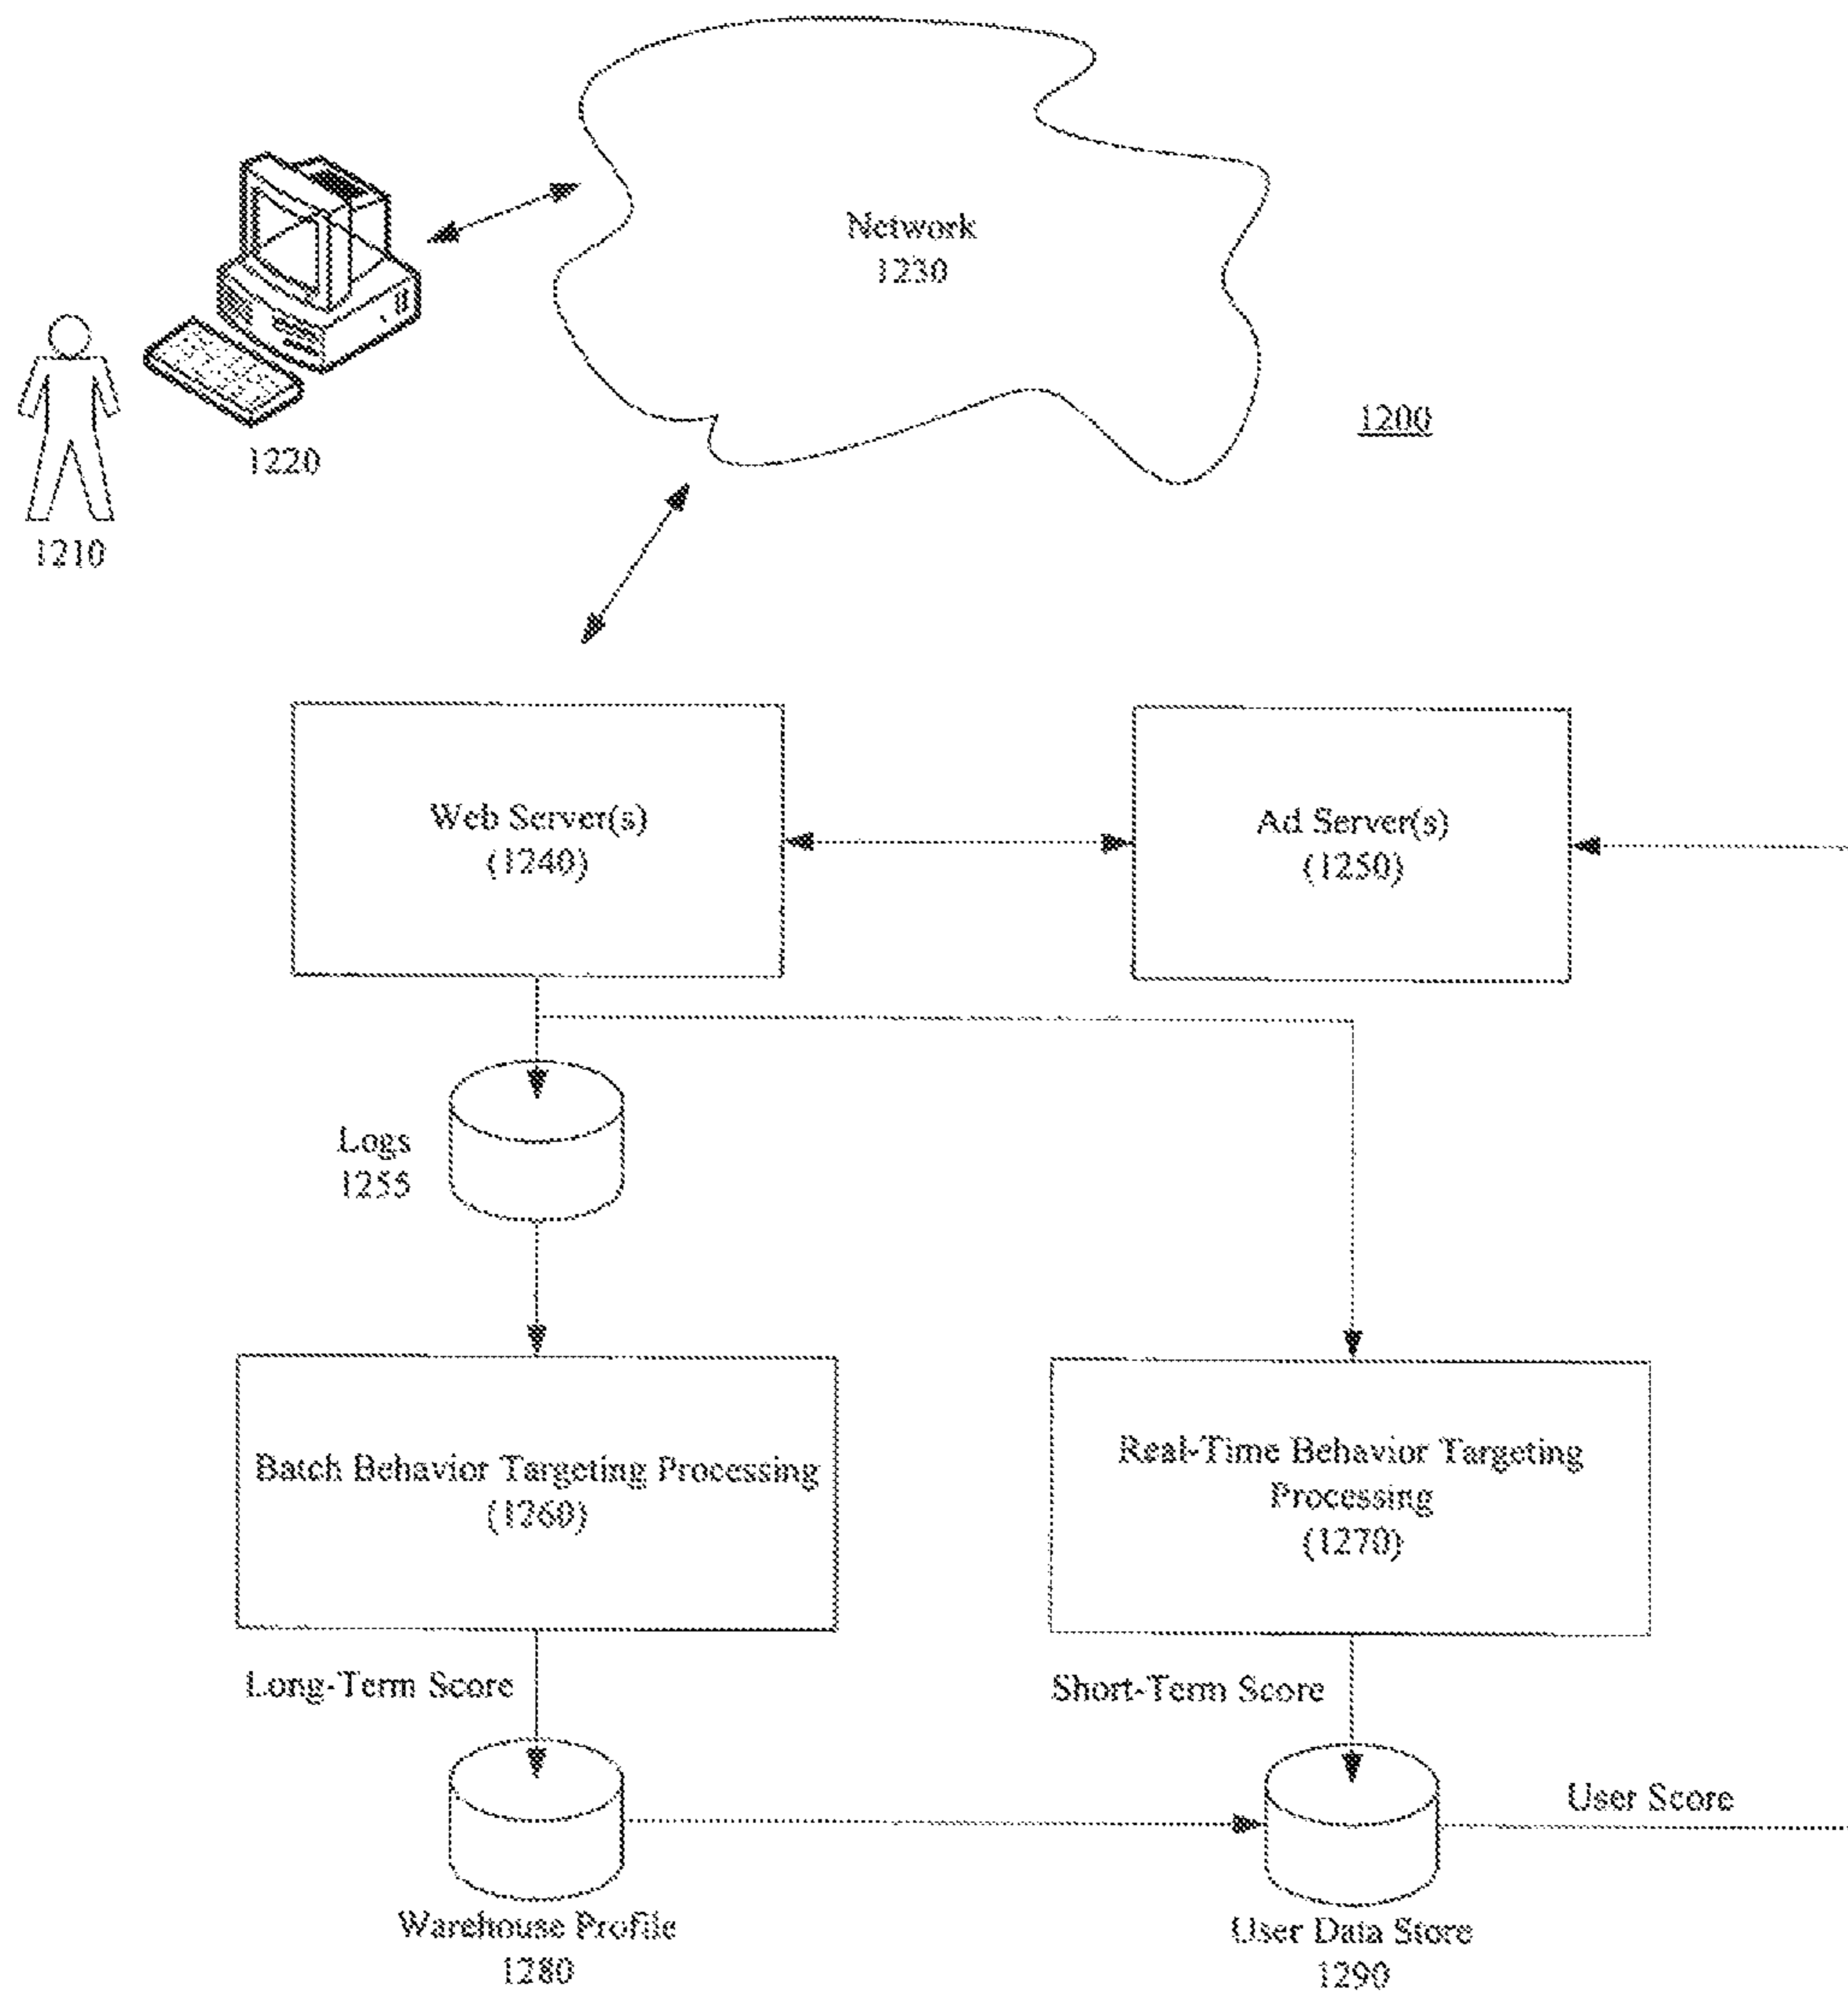 Network
1230
1200
1220
1210
Web Server(s)
(1240)
Ad Server(s)
(1250)
Logs
1255
Batch Behavior Targeting Processing
(1260)
Real-Time Behavior Targeting
Processing
(1270)
Long-Term Score
Short-Term Score
User Score
Warehouse Profile
1280
User Data Store
1290